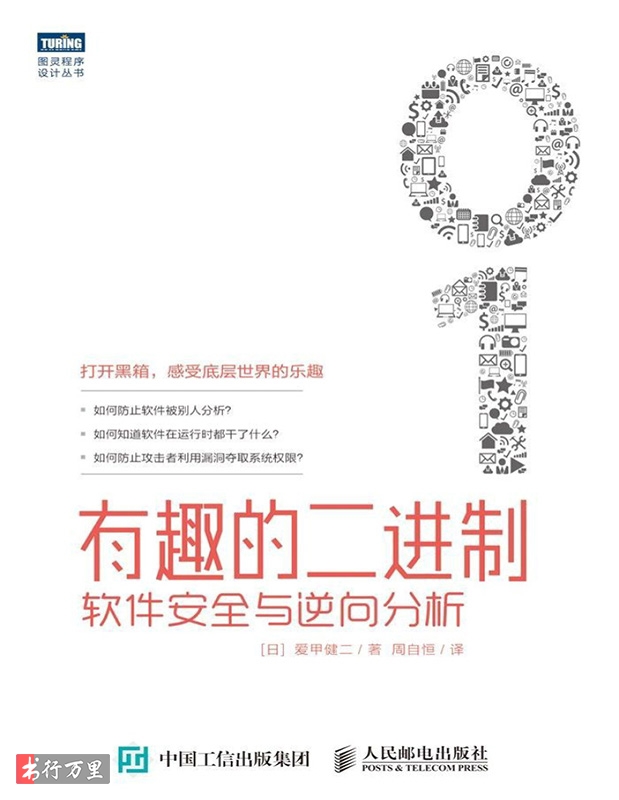 TURING
图灵程序
设计丛书
0
1
打开黑箱，感受底层世界的乐趣
如何防止软件被别人分析？
如何知道软件在运行时都干了什么？
如何防止攻击者利用漏洞夺取系统权限？
有趣的二进制
软件安全与逆向分析
［日］爱甲健二 / 著 周自恒 / 译
中国工信出版集团
人民邮电出版社
POSTS & TELECOM PRESS
书行万里